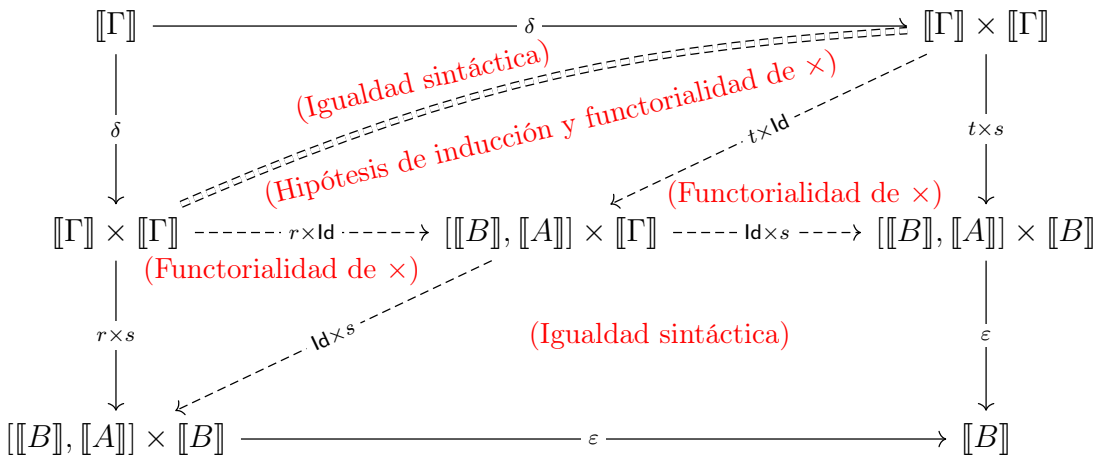 ⟦Γ⟧ δ ⟦Γ⟧ × ⟦Γ⟧
(Igualdad sintáctica)
(Hipótesis de inducción y functorialidad de ×)
δ t×Id t×s
(Functorialidad de ×)
⟦Γ⟧ × ⟦Γ⟧ r×Id [⟦B⟧, ⟦A⟧] × ⟦Γ⟧ Id×s [⟦B⟧, ⟦A⟧] × ⟦B⟧
(Functorialidad de ×)
r×s Id×s (Igualdad sintáctica) ε
[⟦B⟧, ⟦A⟧] × ⟦B⟧ ε ⟦B⟧